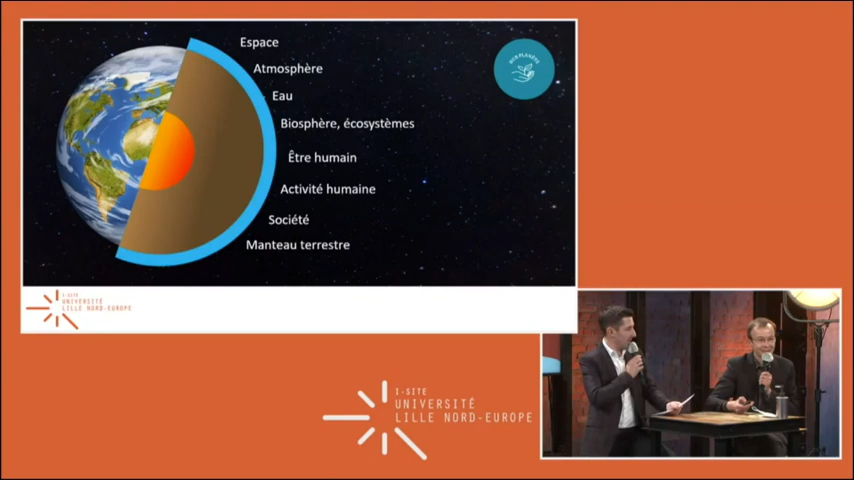 Espace
Atmosphère
Eau
Biosphère, écosystèmes
Être humain
Activité humaine
Société
Manteau terrestre
I-SITE
UNIVERSITÉ
LILLE NORD-EUROPE
I-SITE
UNIVERSITÉ
LILLE NORD-EUROPE